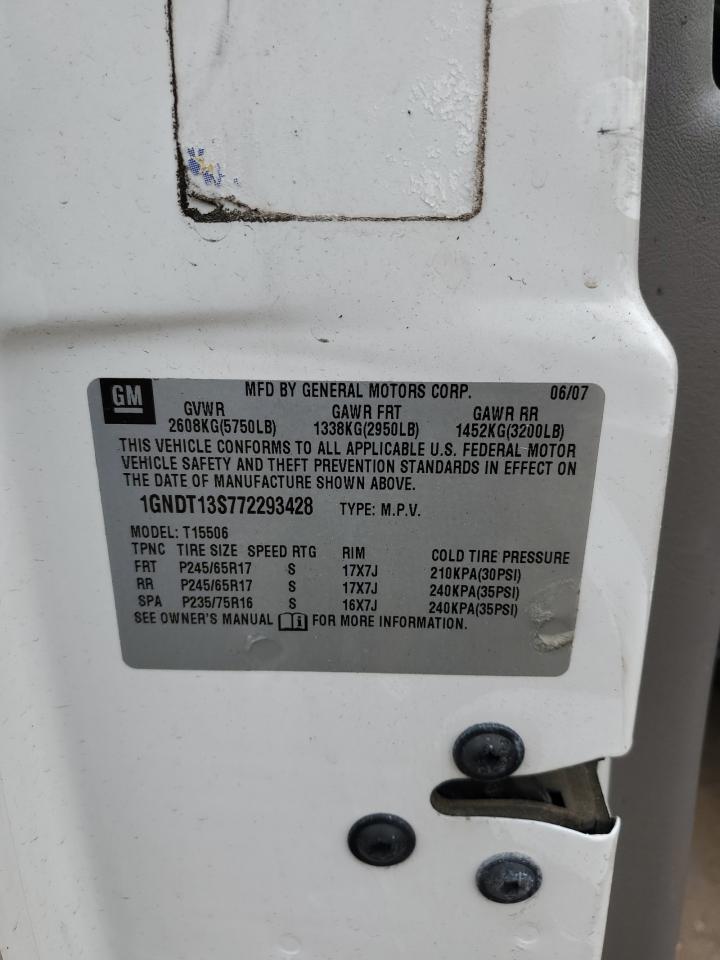 GM
MFD BY GENERAL MOTORS CORP. 06/07
GVWR GAWR FRT GAWR RR
2608KG(5750LB) 1338KG(2950LB) 1452KG(3200LB)
THIS VEHICLE CONFORMS TO ALL APPLICABLE U.S. FEDERAL MOTOR
VEHICLE SAFETY AND THEFT PREVENTION STANDARDS IN EFFECT ON
THE DATE OF MANUFACTURE SHOWN ABOVE.
1GNDT13S772293428 TYPE: M.P.V.
MODEL: T15506
TPNC TIRE SIZE SPEED RTG RIM COLD TIRE PRESSURE
FRT P245/65R17 S 17X7J 210KPA(30PSI)
RR P245/65R17 S 17X7J 240KPA(35PSI)
SPA P235/75R16 S 16X7J 240KPA(35PSI)
SEE OWNER'S MANUAL i FOR MORE INFORMATION.